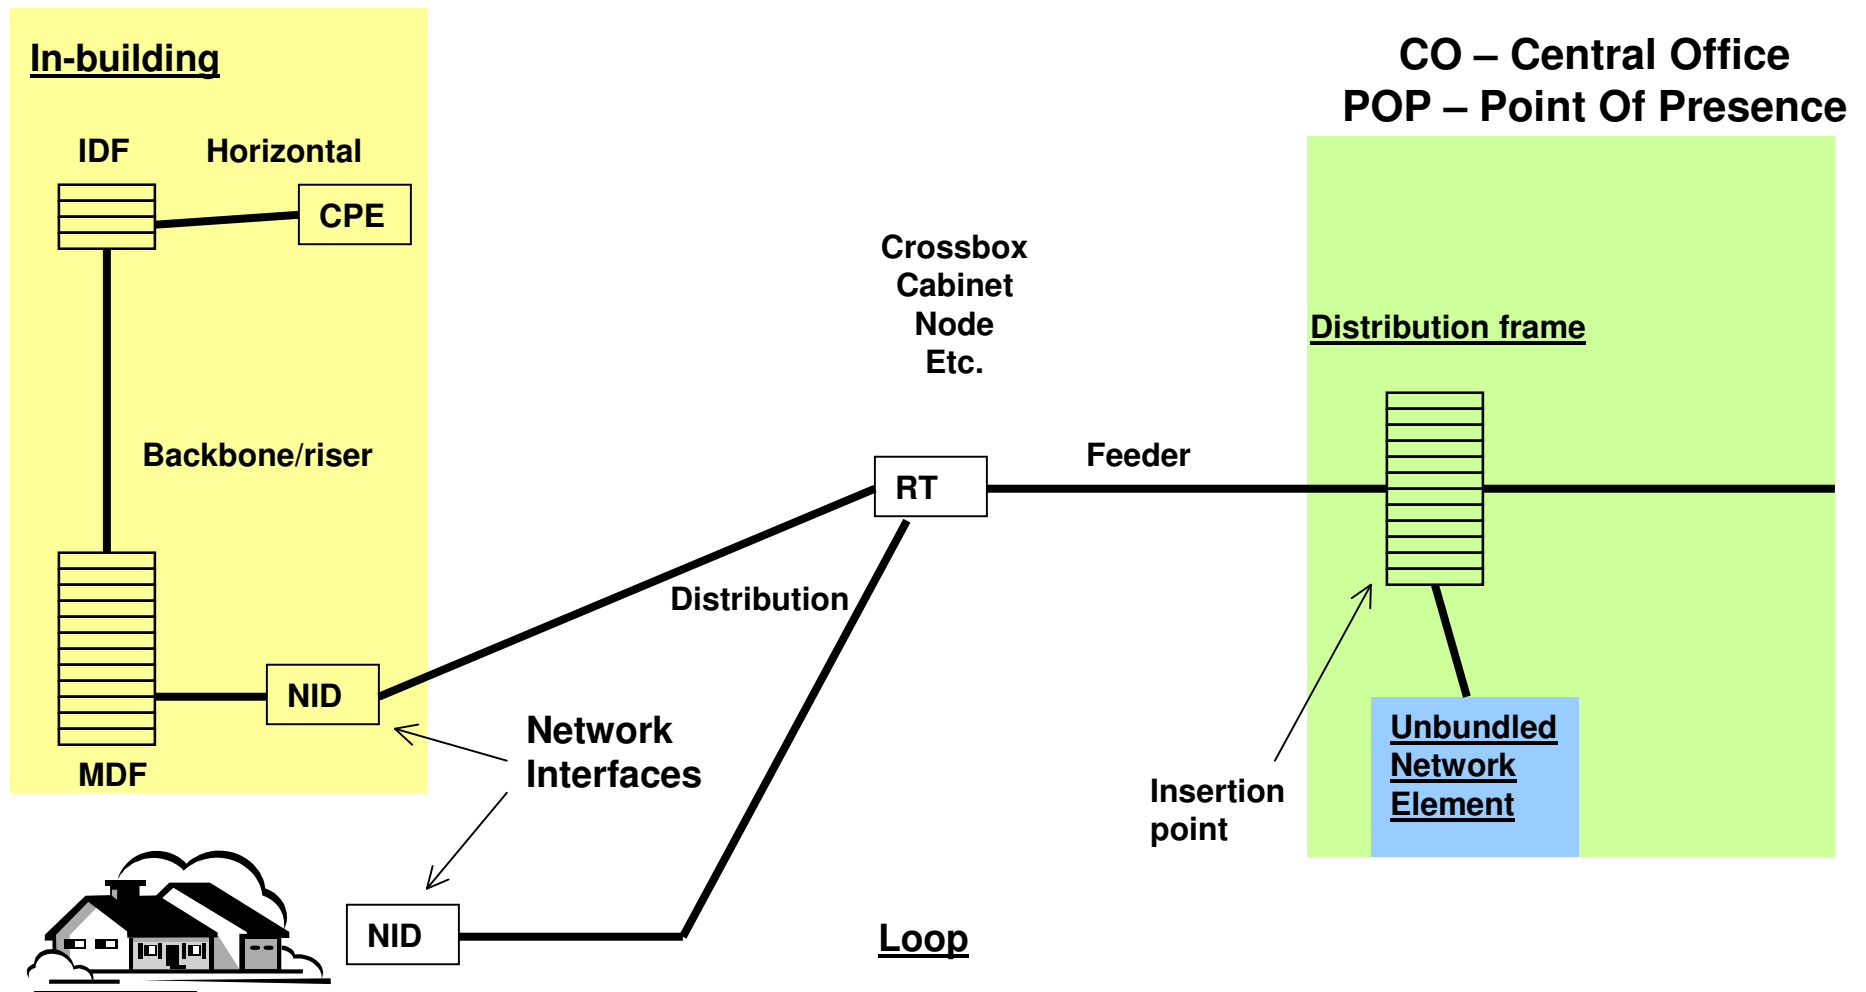 In-building
IDF
Horizontal
CPE
Backbone/riser
NID
MDF
CO – Central Office
POP – Point Of Presence
Crossbox
Cabinet
Node
Etc.
Distribution frame
Feeder
RT
Distribution
Network
Interfaces
Insertion
point
Unbundled
Network
Element
NID
Loop